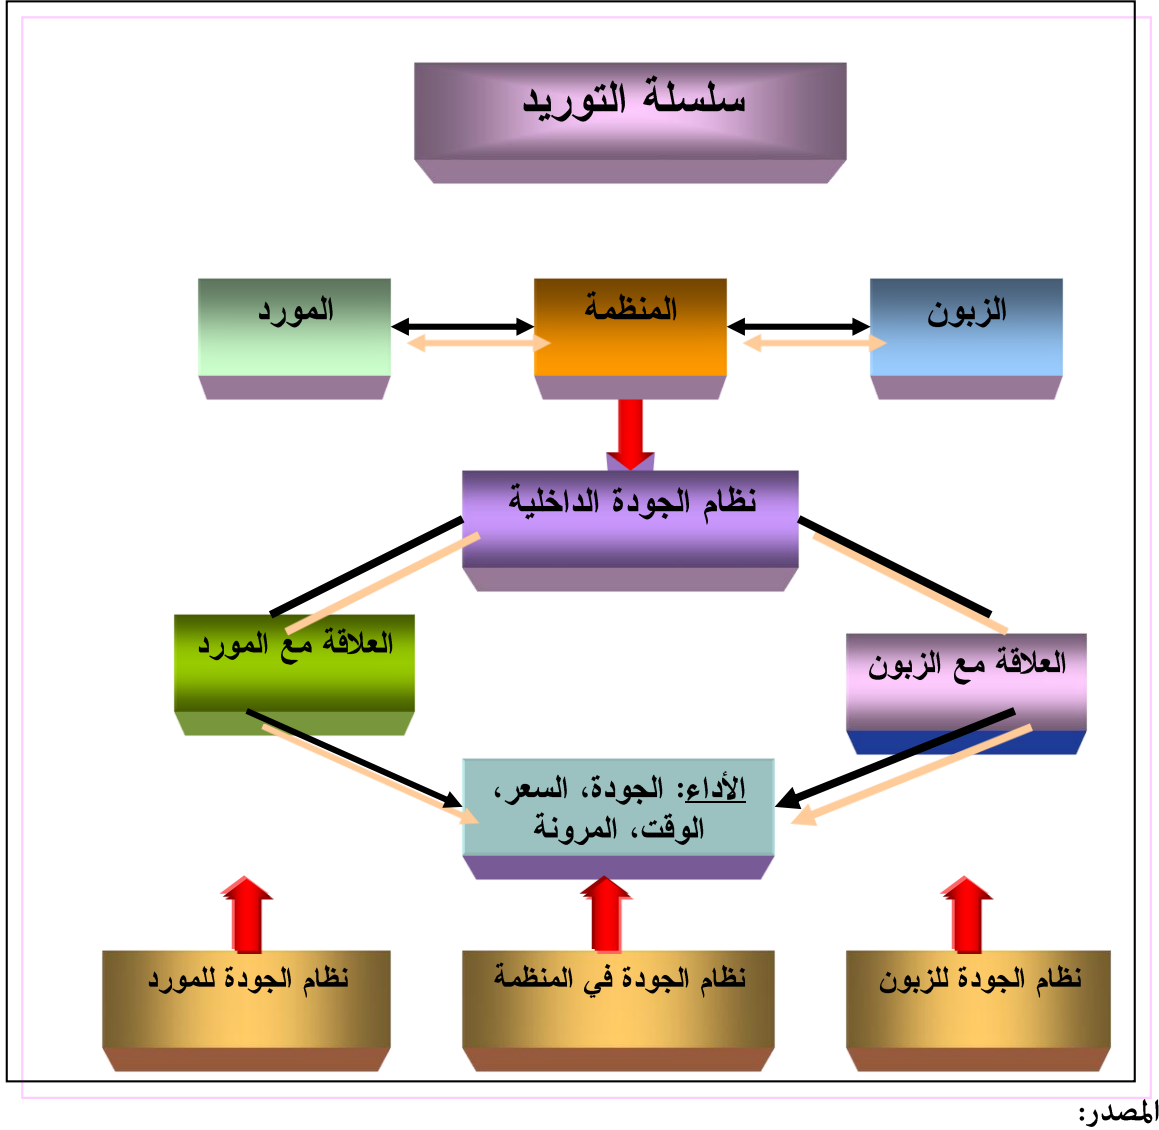 سلسلة التوريد
الزبون
المنظمة
المورد
نظام الجودة الداخلية
العلاقة مع المورد
العلاقة مع الزبون
الأداء: الجودة، السعر،
الوقت، المرونة
نظام الجودة للزبون
نظام الجودة في المنظمة
نظام الجودة للمورد
المصدر: